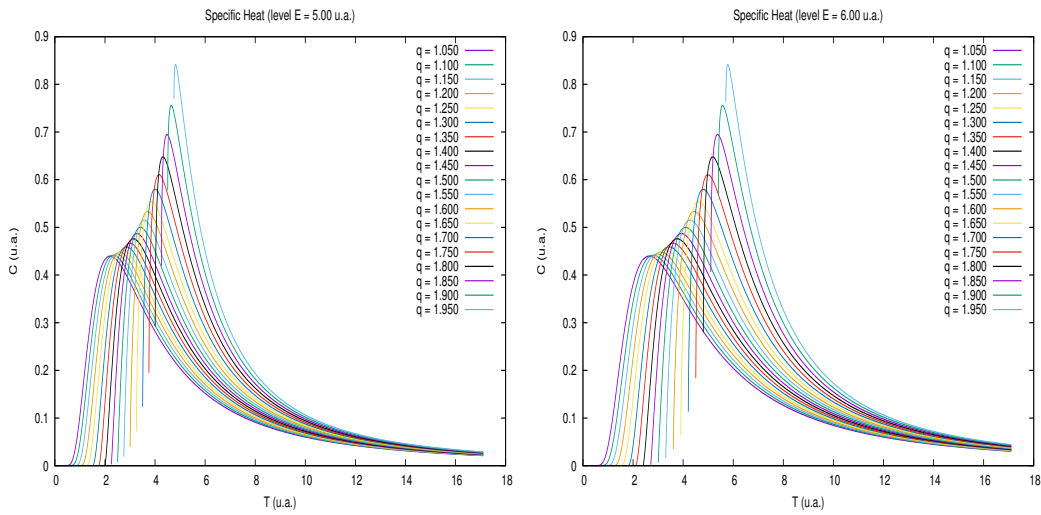 Specific Heat (level E = 5.00 u.a.)
C (u.a.)
0.9
0.8
0.7
0.6
0.5
0.4
0.3
0.2
0.1
0
0 2 4 6 8 10 12 14 16 18
T (u.a.)
q = 1.050
q = 1.100
q = 1.150
q = 1.200
q = 1.250
q = 1.300
q = 1.350
q = 1.400
q = 1.450
q = 1.500
q = 1.550
q = 1.600
q = 1.650
q = 1.700
q = 1.750
q = 1.800
q = 1.850
q = 1.900
q = 1.950
Specific Heat (level E = 6.00 u.a.)
C (u.a.)
0.9
0.8
0.7
0.6
0.5
0.4
0.3
0.2
0.1
0
0 2 4 6 8 10 12 14 16 18
T (u.a.)
q = 1.050
q = 1.100
q = 1.150
q = 1.200
q = 1.250
q = 1.300
q = 1.350
q = 1.400
q = 1.450
q = 1.500
q = 1.550
q = 1.600
q = 1.650
q = 1.700
q = 1.750
q = 1.800
q = 1.850
q = 1.900
q = 1.950